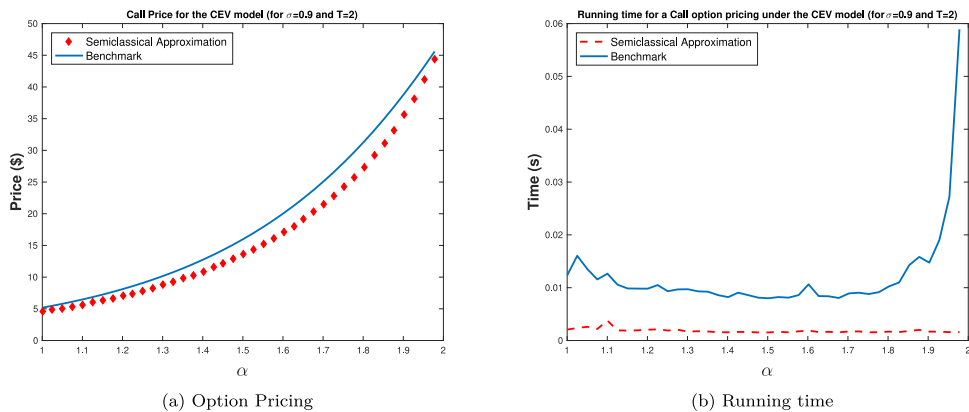 Call Price for the CEV model (for σ=0.9 and T=2)
Semiclassical Approximation
Benchmark
50
45
40
35
30
25
20
15
10
5
0
Price ($)
1 1.1 1.2 1.3 1.4 1.5 1.6 1.7 1.8 1.9 2
α
(a) Option Pricing
Running time for a Call option pricing under the CEV model (for σ=0.9 and T=2)
Semiclassical Approximation
Benchmark
0.06
0.05
0.04
0.03
0.02
0.01
0
Time (s)
1 1.1 1.2 1.3 1.4 1.5 1.6 1.7 1.8 1.9 2
α
(b) Running time